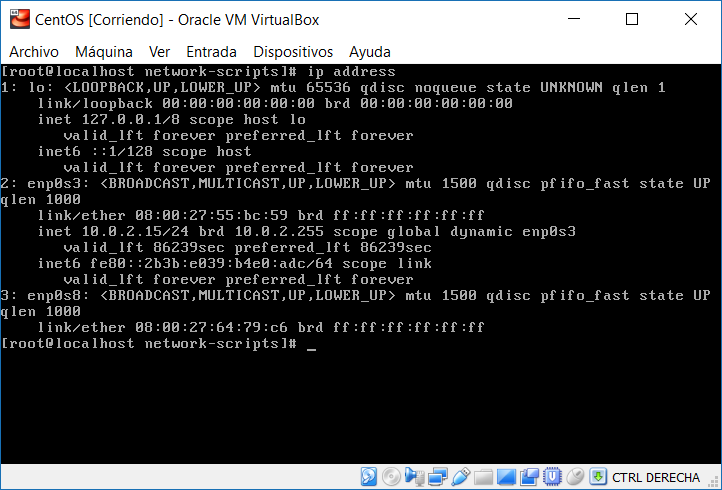 CentOS [Corriendo] - Oracle VM VirtualBox
Archivo Máquina Ver Entrada Dispositivos Ayuda
[root@localhost network-scripts]# ip address
1: lo: <LOOPBACK,UP,LOWER_UP> mtu 65536 qdisc noqueue state UNKNOWN qlen 1
    link/loopback 00:00:00:00:00:00 brd 00:00:00:00:00:00
    inet 127.0.0.1/8 scope host lo
       valid_lft forever preferred_lft forever
    inet6 ::1/128 scope host
       valid_lft forever preferred_lft forever
2: enp0s3: <BROADCAST,MULTICAST,UP,LOWER_UP> mtu 1500 qdisc pfifo_fast state UP
qlen 1000
    link/ether 08:00:27:55:bc:59 brd ff:ff:ff:ff:ff:ff
    inet 10.0.2.15/24 brd 10.0.2.255 scope global dynamic enp0s3
       valid_lft 86239sec preferred_lft 86239sec
    inet6 fe80::2b3b:e039:b4e0:adc/64 scope link
       valid_lft forever preferred_lft forever
3: enp0s8: <BROADCAST,MULTICAST,UP,LOWER_UP> mtu 1500 qdisc pfifo_fast state UP
qlen 1000
    link/ether 08:00:27:64:79:c6 brd ff:ff:ff:ff:ff:ff
[root@localhost network-scripts]# _
CTRL DERECHA